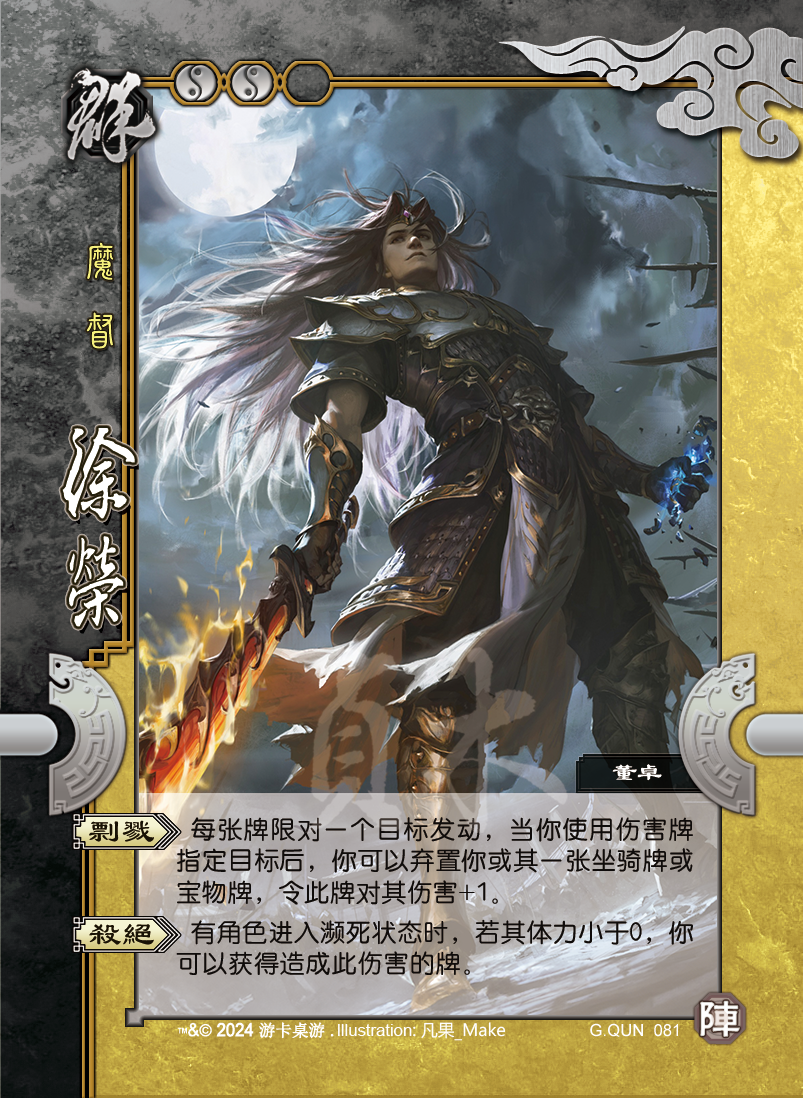 群
魔督
徐榮
董卓
剽戮 每张牌限对一个目标发动，当你使用伤害牌
指定目标后，你可以弃置你或其一张坐骑牌或
宝物牌，令此牌对其伤害+1。
殺絕 有角色进入濒死状态时，若其体力小于0，你
可以获得造成此伤害的牌。
™&© 2024 游卡桌游 . Illustration: 凡果_Make
G.QUN 081
陣